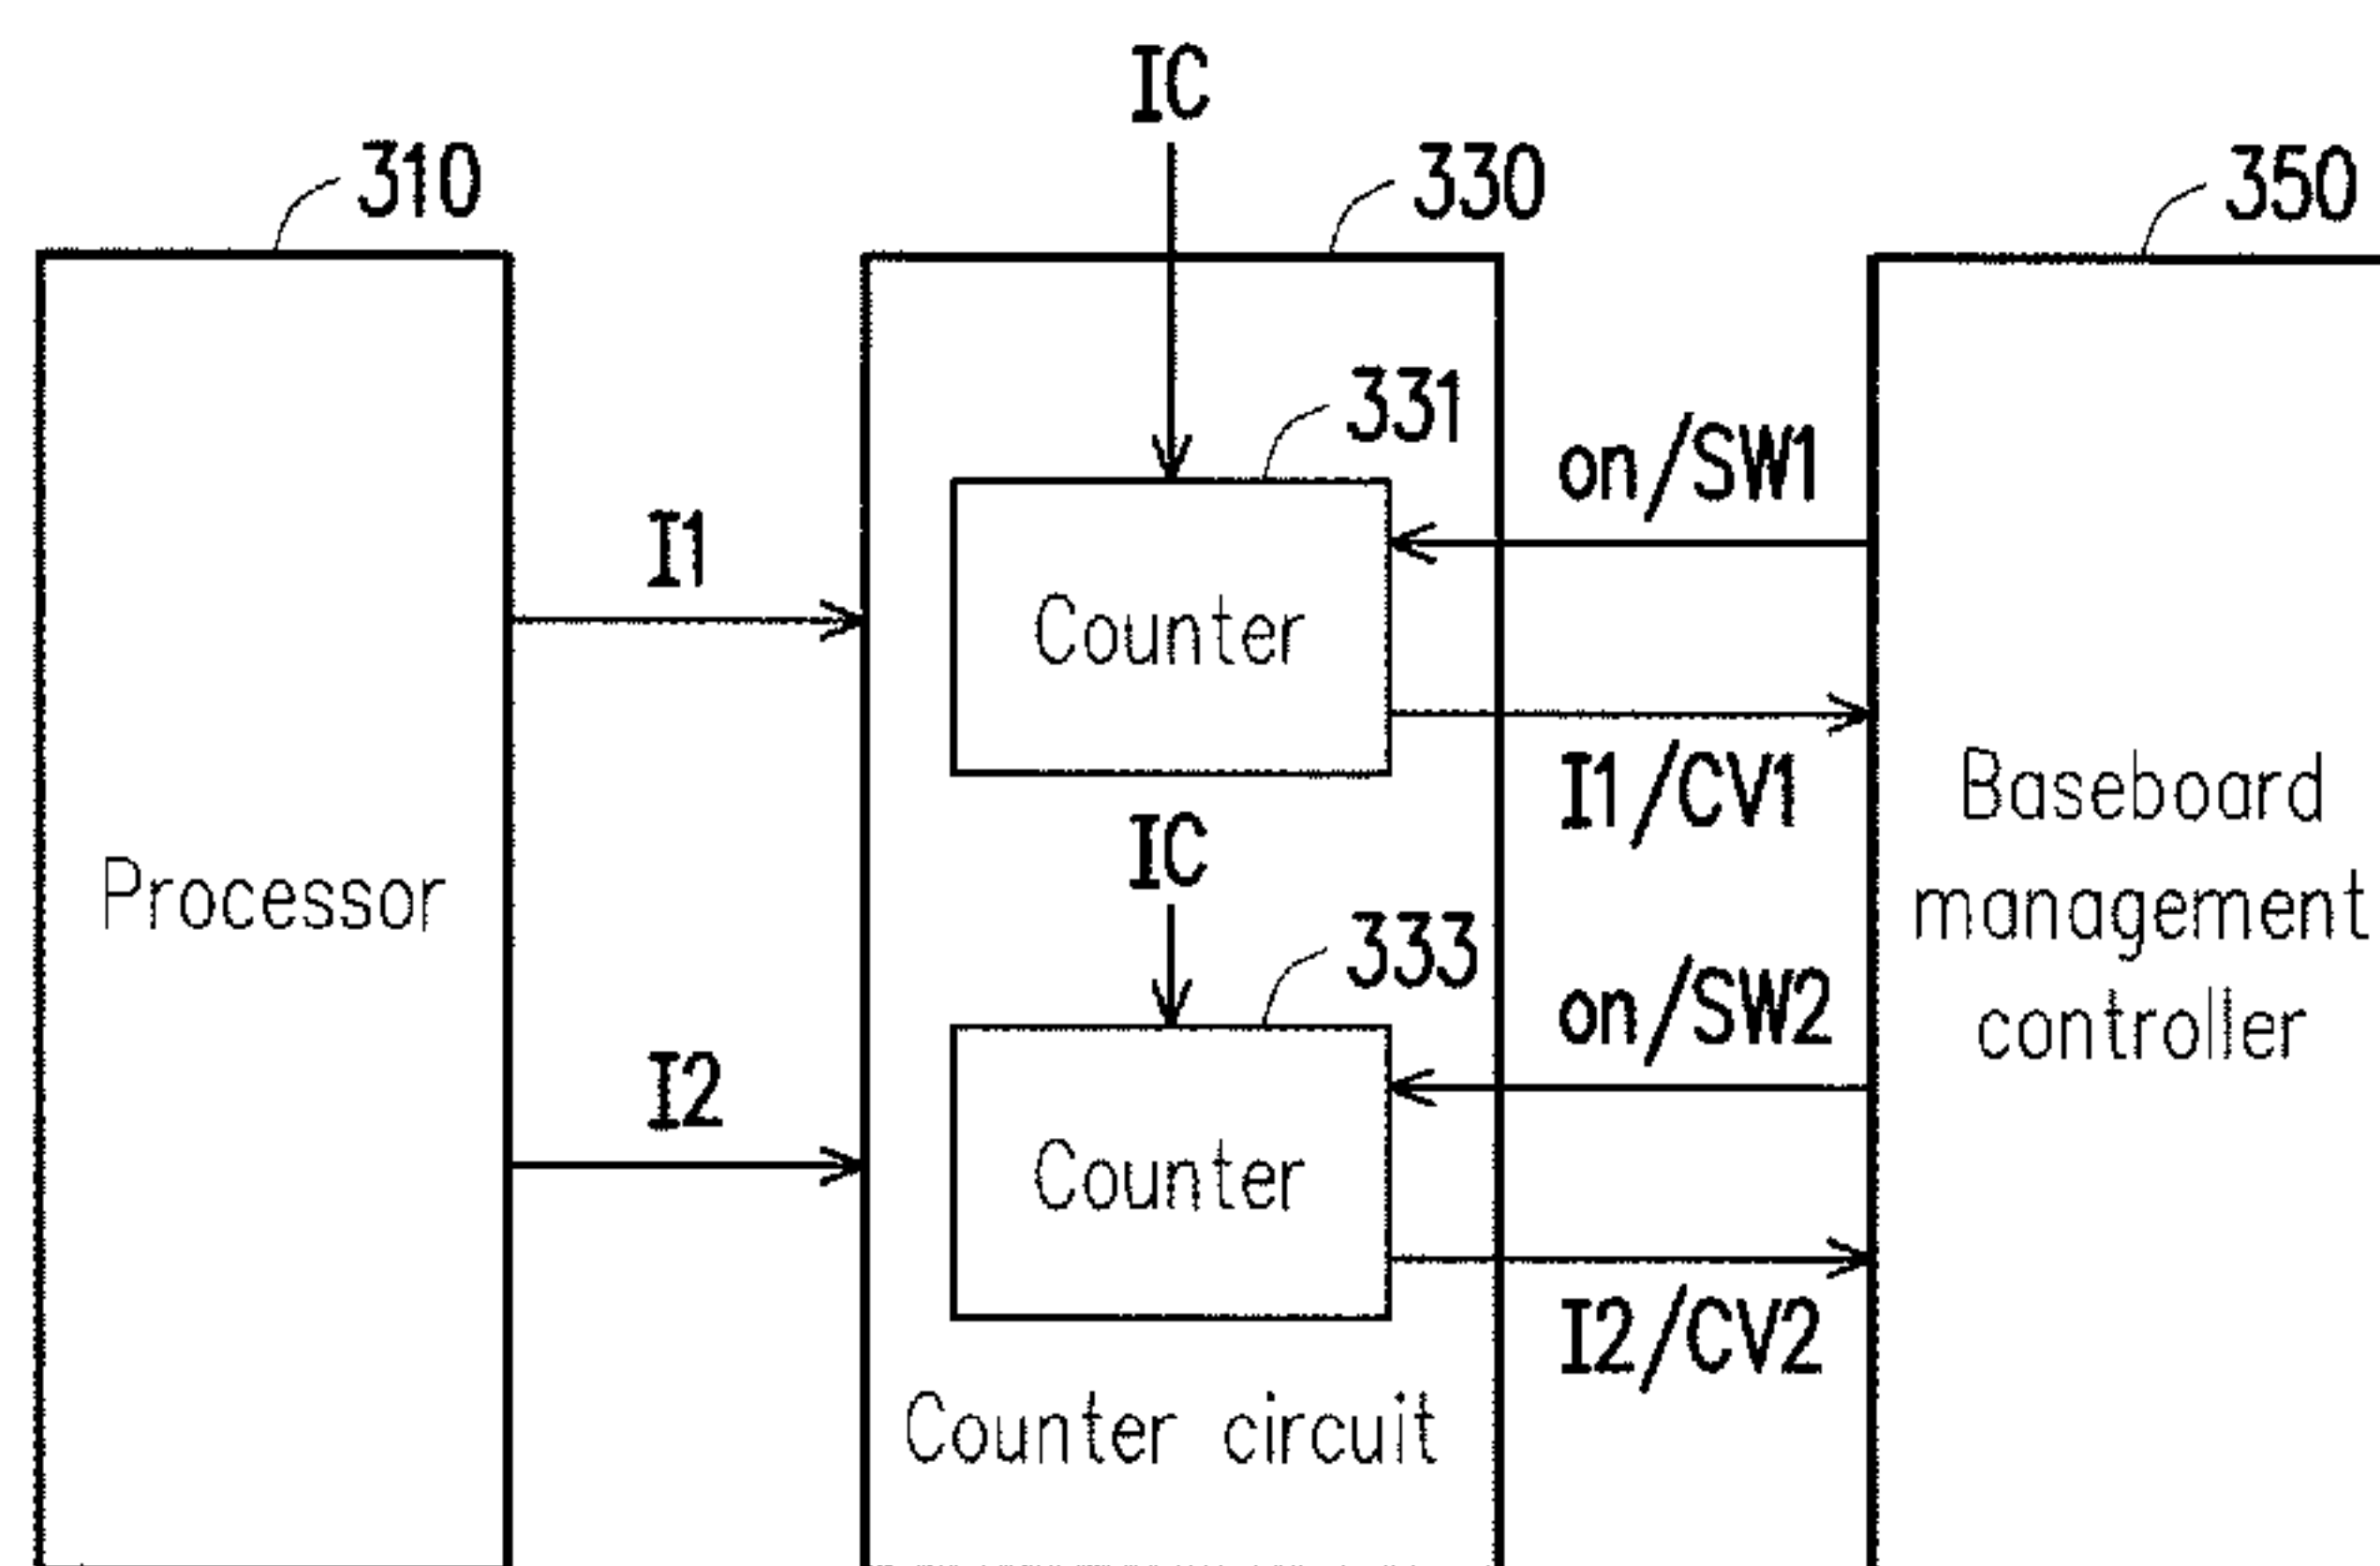 IC
310
330
350
331
on/SW1
I1
Counter
I1/CV1
Baseboard
management
controller
IC
Processor
333
on/SW2
I2
Counter
I2/CV2
Counter circuit